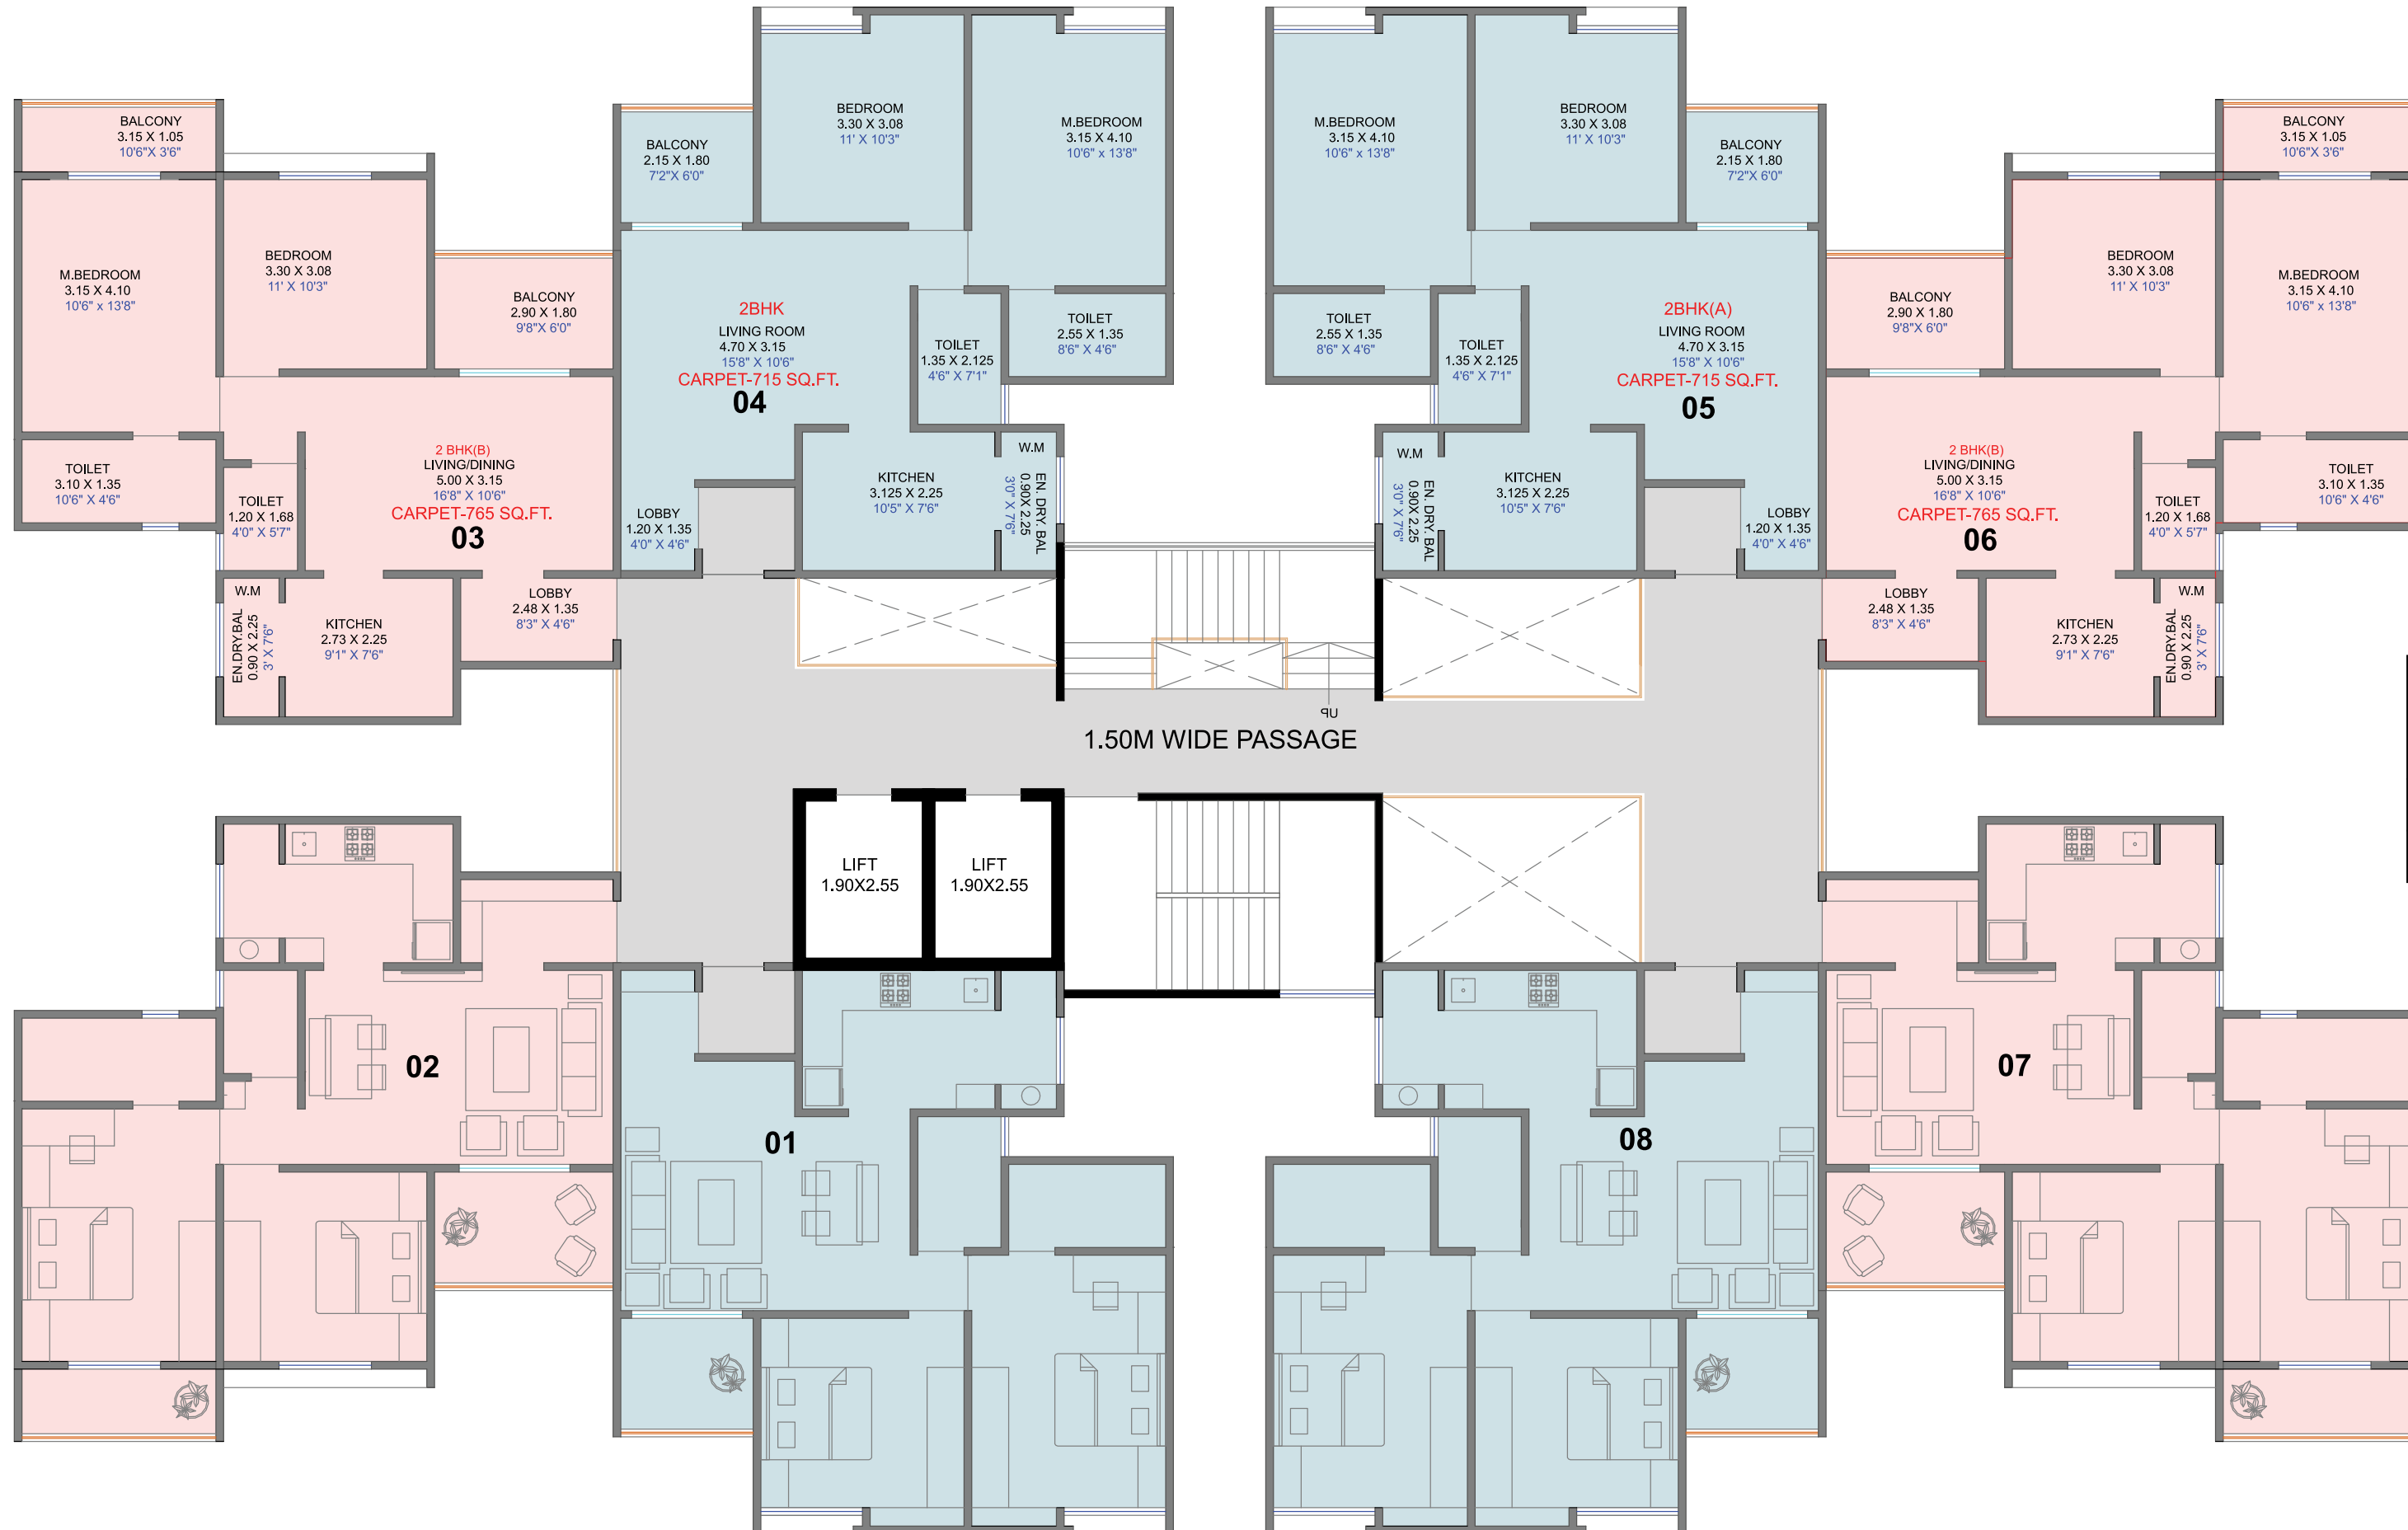 BALCONY
3.15 X 1.05
10'6"X 3'6"
M.BEDROOM
3.15 X 4.10
10'6" x 13'8"
BEDROOM
3.30 X 3.08
11' X 10'3"
BALCONY
2.90 X 1.80
9'8"X 6'0"
TOILET
3.10 X 1.35
10'6" X 4'6"
TOILET
1.20 X 1.68
4'0" X 5'7"
2 BHK(B)
LIVING/DINING
5.00 X 3.15
16'8" X 10'6"
CARPET-765 SQ.FT.
03
W.M
EN.DRY.BAL
0.90 X 2.25
3' X 7'6"
KITCHEN
2.73 X 2.25
9'1" X 7'6"
LOBBY
2.48 X 1.35
8'3" X 4'6"
BALCONY
2.15 X 1.80
7'2"X 6'0"
BEDROOM
3.30 X 3.08
11' X 10'3"
M.BEDROOM
3.15 X 4.10
10'6" x 13'8"
2BHK
LIVING ROOM
4.70 X 3.15
15'8" X 10'6"
CARPET-715 SQ.FT.
04
TOILET
1.35 X 2.125
4'6" X 7'1"
TOILET
2.55 X 1.35
8'6" X 4'6"
LOBBY
1.20 X 1.35
4'0" X 4'6"
KITCHEN
3.125 X 2.25
10'5" X 7'6"
W.M
EN. DRY. BAL
0.90X 2.25
3'0" X 7'6"
M.BEDROOM
3.15 X 4.10
10'6" x 13'8"
BEDROOM
3.30 X 3.08
11' X 10'3"
BALCONY
2.15 X 1.80
7'2"X 6'0"
TOILET
2.55 X 1.35
8'6" X 4'6"
TOILET
1.35 X 2.125
4'6" X 7'1"
2BHK(A)
LIVING ROOM
4.70 X 3.15
15'8" X 10'6"
CARPET-715 SQ.FT.
05
W.M
EN. DRY. BAL
0.90X 2.25
3'0" X 7'6"
KITCHEN
3.125 X 2.25
10'5" X 7'6"
LOBBY
1.20 X 1.35
4'0" X 4'6"
BALCONY
3.15 X 1.05
10'6"X 3'6"
BEDROOM
3.30 X 3.08
11' X 10'3"
M.BEDROOM
3.15 X 4.10
10'6" x 13'8"
BALCONY
2.90 X 1.80
9'8"X 6'0"
2 BHK(B)
LIVING/DINING
5.00 X 3.15
16'8" X 10'6"
CARPET-765 SQ.FT.
06
TOILET
1.20 X 1.68
4'0" X 5'7"
TOILET
3.10 X 1.35
10'6" X 4'6"
LOBBY
2.48 X 1.35
8'3" X 4'6"
KITCHEN
2.73 X 2.25
9'1" X 7'6"
W.M
EN.DRY.BAL
0.90 X 2.25
3' X 7'6"
UP
1.50M WIDE PASSAGE
LIFT
1.90X2.55
LIFT
1.90X2.55
02
01
08
07